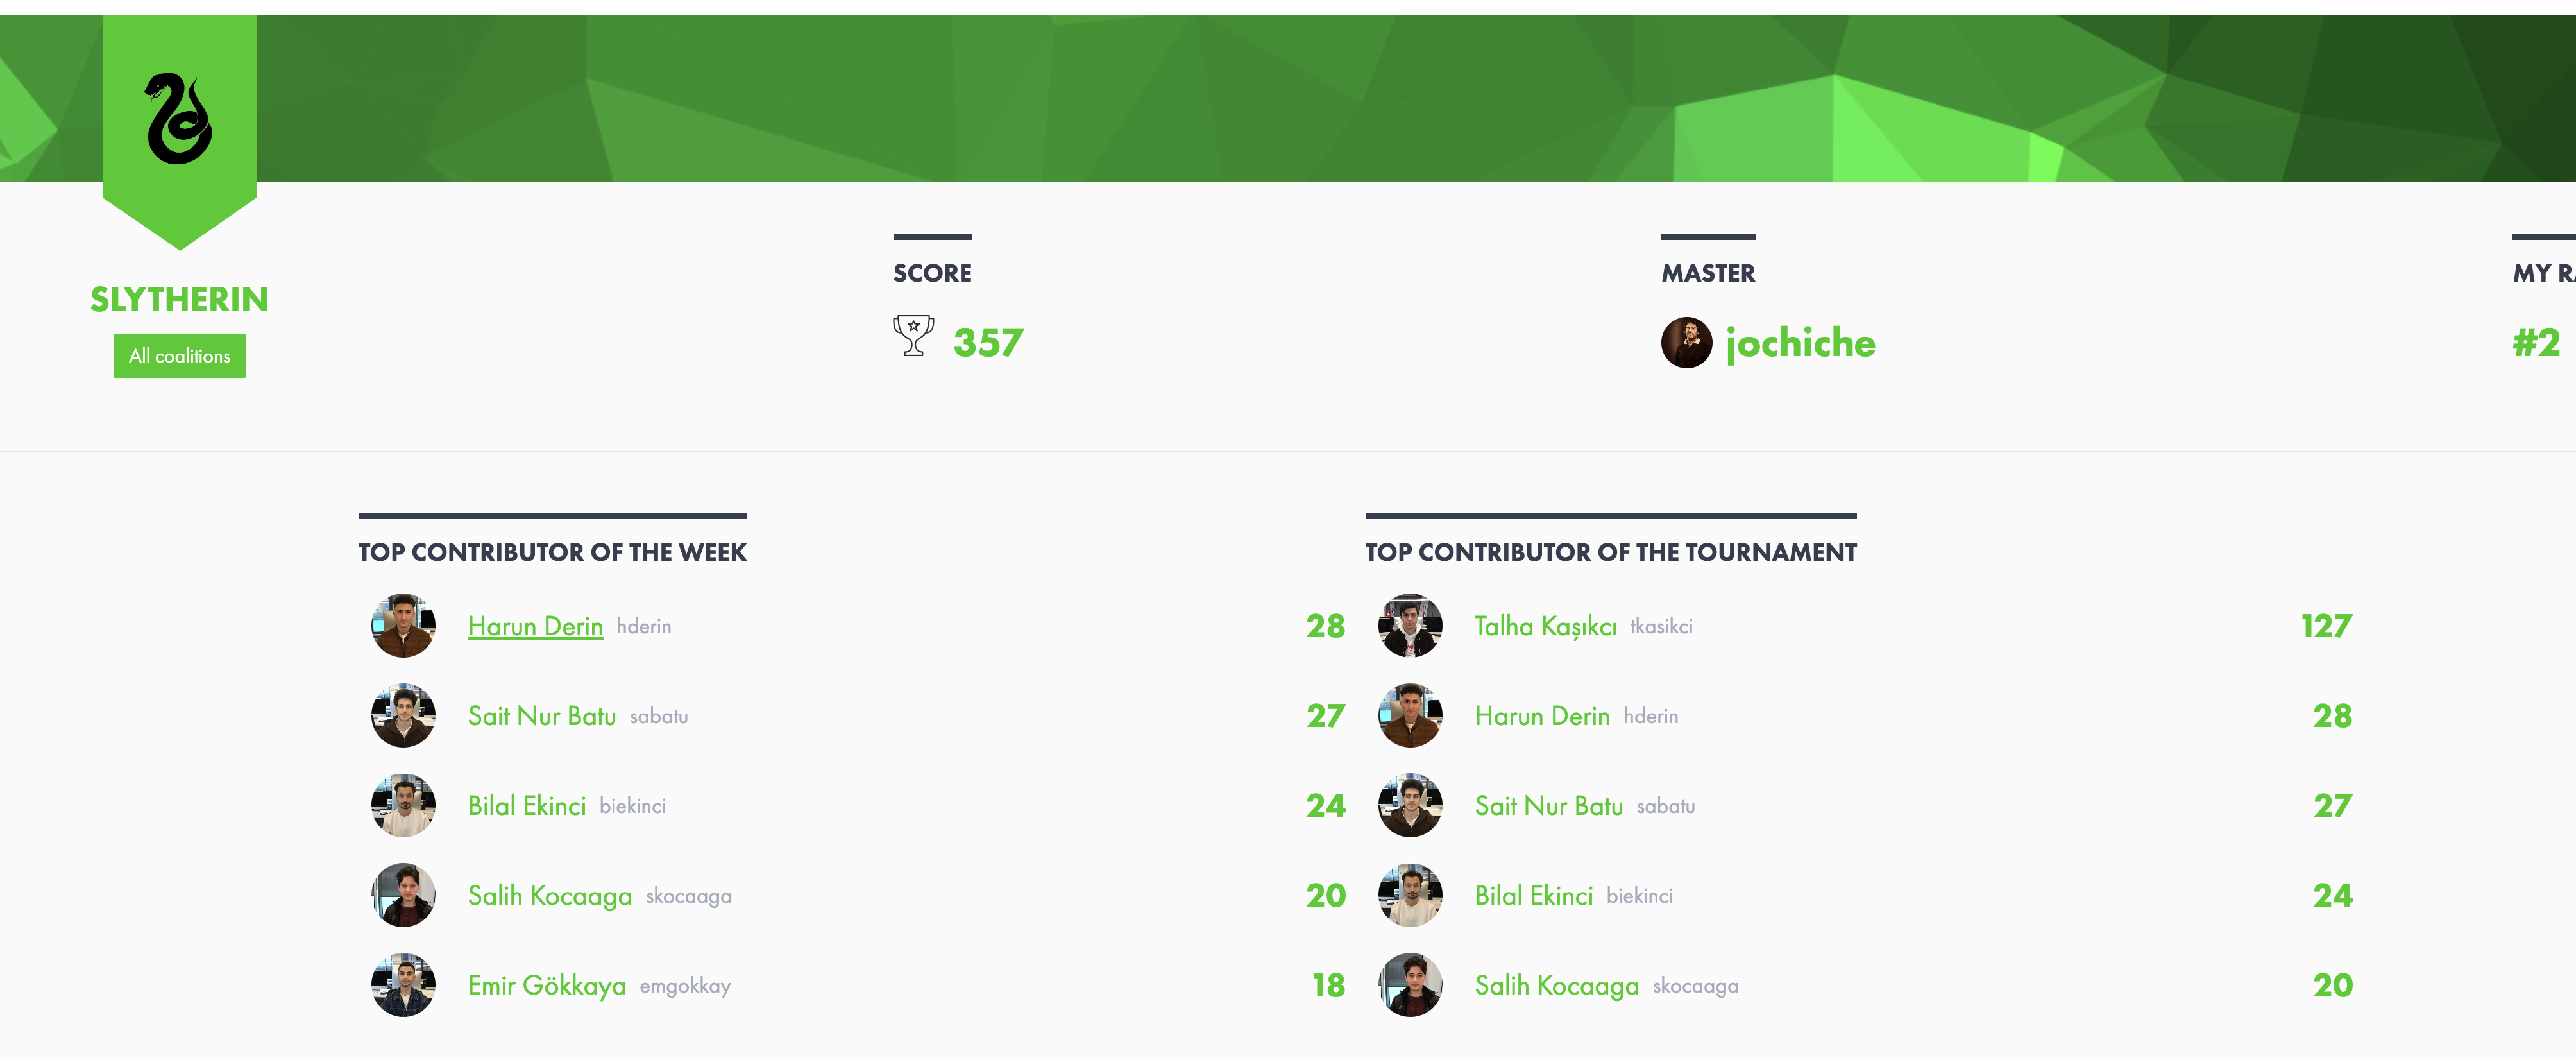 SLYTHERIN
All coalitions
SCORE
357
MASTER
jochiche
MY RA
#2
TOP CONTRIBUTOR OF THE WEEK
Harun Derin hderin 28
Sait Nur Batu sabatu 27
Bilal Ekinci biekinci 24
Salih Kocaaga skocaaga 20
Emir Gökkaya emgokkay 18
TOP CONTRIBUTOR OF THE TOURNAMENT
Talha Kaşıkcı tkasikci 127
Harun Derin hderin 28
Sait Nur Batu sabatu 27
Bilal Ekinci biekinci 24
Salih Kocaaga skocaaga 20